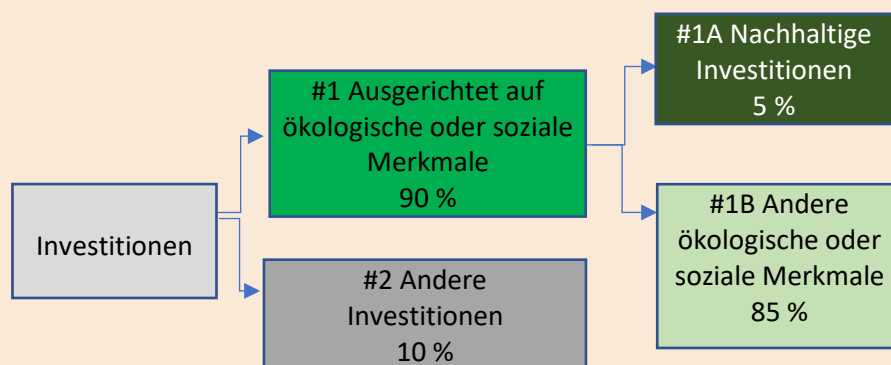 Investitionen
#1 Ausgerichtet auf
ökologische oder soziale
Merkmale
90 %
#2 Andere
Investitionen
10 %
#1A Nachhaltige
Investitionen
5 %
#1B Andere
ökologische oder
soziale Merkmale
85 %